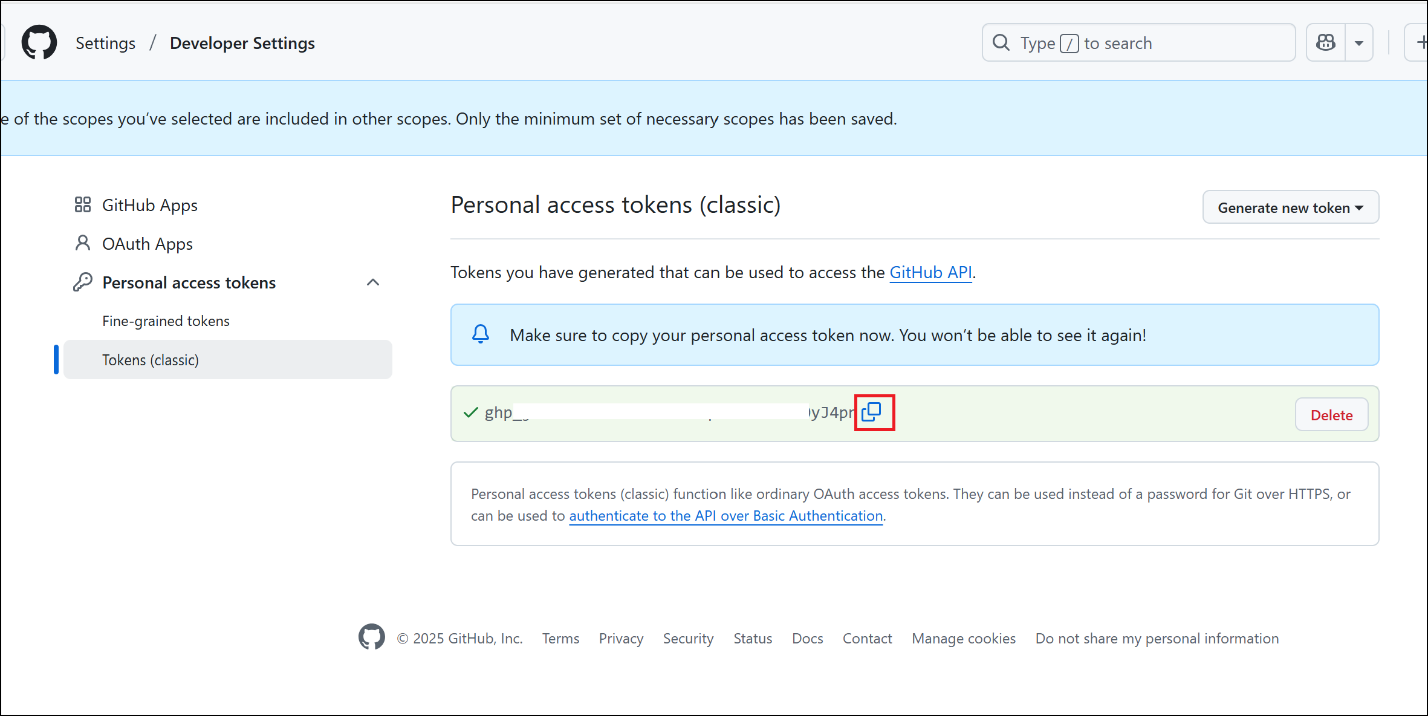 Settings / Developer Settings
Type / to search
of the scopes you've selected are included in other scopes. Only the minimum set of necessary scopes has been saved.
GitHub Apps
OAuth Apps
Personal access tokens
Fine-grained tokens
Tokens (classic)
Personal access tokens (classic)
Generate new token
Tokens you have generated that can be used to access the GitHub API.
Make sure to copy your personal access token now. You won't be able to see it again!
Delete
Personal access tokens (classic) function like ordinary OAuth access tokens. They can be used instead of a password for Git over HTTPS, or
can be used to authenticate to the API over Basic Authentication.
© 2025 GitHub, Inc. Terms Privacy Security Status Docs Contact Manage cookies Do not share my personal information